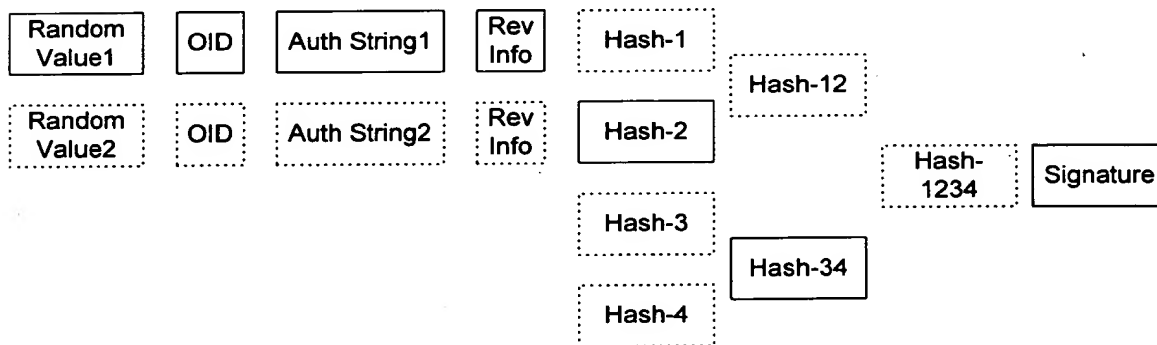 Random
Value1
OID
Auth String1
Rev
Info
Hash-1
Hash-12
Random
Value2
OID
Auth String2
Rev
Info
Hash-2
Hash-
1234
Signature
Hash-3
Hash-34
Hash-4